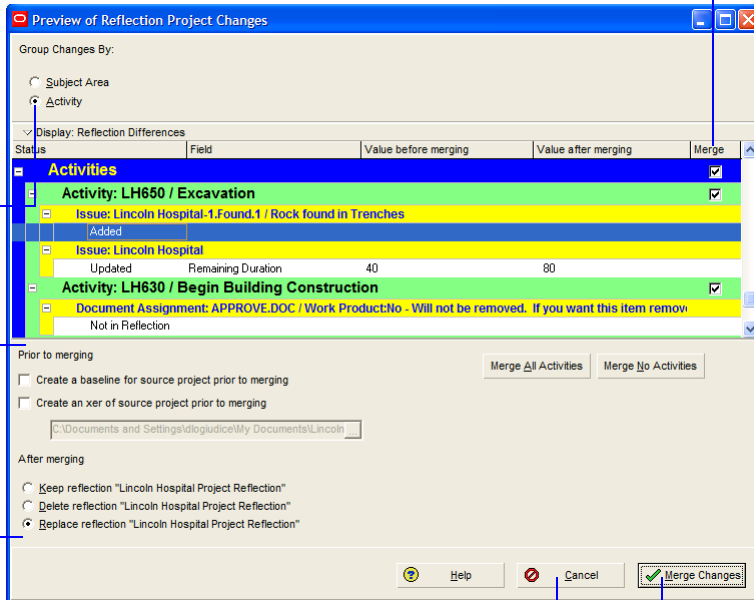 Preview of Reflection Project Changes
Group Changes By:
Subject Area
Activity
Display: Reflection Differences
Status Field Value before merging Value after merging Merge
Activities
Activity: LH650 / Excavation
Issue: Lincoln Hospital-1.Found.1 / Rock found in Trenches
Added
Issue: Lincoln Hospital
Updated Remaining Duration 40 80
Activity: LH630 / Begin Building Construction
Document Assignment: APPROVE.DOC / Work Product:No - Will not be removed. If you want this item remov
Not in Reflection
Prior to merging
Merge All Activities Merge No Activities
Create a baseline for source project prior to merging
Create an xer of source project prior to merging
C:\Documents and Settings\dlogiudice\My Documents\Lincoln ...
After merging
Keep reflection "Lincoln Hospital Project Reflection"
Delete reflection "Lincoln Hospital Project Reflection"
Replace reflection "Lincoln Hospital Project Reflection"
Help Cancel Merge Changes